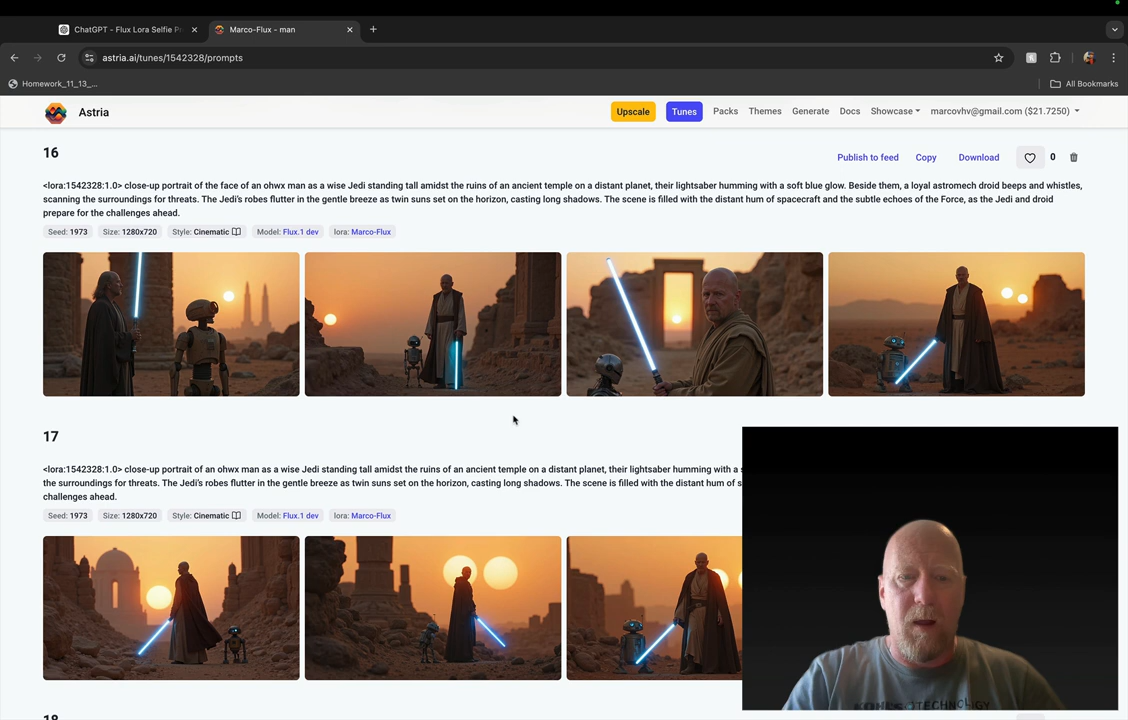 ChatGPT - Flux Lora Selfie P
Marco-Flux - man
astria.ai/tunes/1542328/prompts
Homework_11_13_...
All Bookmarks
Astria
Upscale
Tunes
Packs
Themes
Generate
Docs
Showcase
marcovhv@gmail.com ($21.7250)
16
Publish to feed
Copy
Download
0
<lora:1542328:1.0> close-up portrait of the face of an ohwx man as a wise Jedi standing tall amidst the ruins of an ancient temple on a distant planet, their lightsaber humming with a soft blue glow. Beside them, a loyal astromech droid beeps and whistles,
scanning the surroundings for threats. The Jedi's robes flutter in the gentle breeze as twin suns set on the horizon, casting long shadows. The scene is filled with the distant hum of spacecraft and the subtle echoes of the Force, as the Jedi and droid
prepare for the challenges ahead.
Seed: 1973
Size: 1280x720
Style: Cinematic
Model: Flux.1 dev
lora: Marco-Flux
17
<lora:1542328:1.0> close-up portrait of an ohwx man as a wise Jedi standing tall amidst the ruins of an ancient temple on a distant planet, their lightsaber humming with a s
the surroundings for threats. The Jedi's robes flutter in the gentle breeze as twin suns set on the horizon, casting long shadows. The scene is filled with the distant hum of s
challenges ahead.
Seed: 1973
Size: 1280x720
Style: Cinematic
Model: Flux.1 dev
lora: Marco-Flux
18